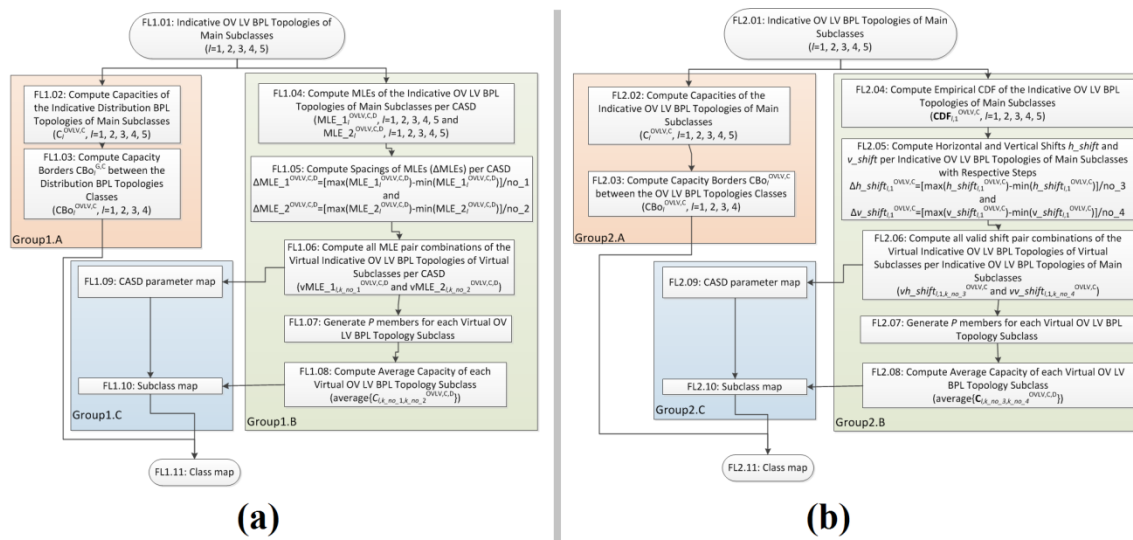 FL1.01: Indicative OV LV BPL Topologies of
Main Subclasses
(l=1, 2, 3, 4, 5)
FL1.02: Compute Capacities of
the Indicative Distribution BPL
Topologies of Main Subclasses
(C_l^OVLV,C, l=1, 2, 3, 4, 5)
FL1.03: Compute Capacity
Borders CBo_l^G,C between the
Distribution BPL Topologies
Classes
(CBo_l^OVLV,C, l=1, 2, 3, 4)
Group1.A
FL1.04: Compute MLEs of the Indicative OV LV BPL
Topologies of Main Subclasses per CASD
(MLE_1_l^OVLV,C,D, l=1, 2, 3, 4, 5 and
MLE_2_l^OVLV,C,D, l=1, 2, 3, 4, 5)
FL1.05: Compute Spacings of MLEs (ΔMLEs) per CASD
ΔMLE_1^OVLV,C,D=[max(MLE_1_l^OVLV,C,D)-min(MLE_1_l^OVLV,C,D)]/no_1
and
ΔMLE_2^OVLV,C,D=[max(MLE_2_l^OVLV,C,D)-min(MLE_2_l^OVLV,C,D)]/no_2
FL1.06: Compute all MLE pair combinations of the
Virtual Indicative OV LV BPL Topologies of Virtual
Subclasses per CASD
(vMLE_1_l,k_no_1^OVLV,C,D and vMLE_2_l,k_no_2^OVLV,C,D)
FL1.07: Generate P members for each Virtual OV
LV BPL Topology Subclass
FL1.08: Compute Average Capacity of each
Virtual OV LV BPL Topology Subclass
(average{C_l,k_no_1,k_no_2^OVLV,C,D})
Group1.B
FL1.09: CASD parameter map
FL1.10: Subclass map
Group1.C
FL1.11: Class map
(a)
FL2.01: Indicative OV LV BPL Topologies of Main
Subclasses
(l=1, 2, 3, 4, 5)
FL2.02: Compute Capacities of the
Indicative OV LV BPL Topologies of Main
Subclasses
(C_l^OVLV,C, l=1, 2, 3, 4, 5)
FL2.03: Compute Capacity Borders CBo_l^OVLV,C
between the OV LV BPL Topologies Classes
(CBo_l^OVLV,C, l=1, 2, 3, 4)
Group2.A
FL2.04: Compute Empirical CDF of the Indicative OV LV BPL
Topologies of Main Subclasses
(CDF_l,1^OVLV,C, l=1, 2, 3, 4, 5)
FL2.05: Compute Horizontal and Vertical Shifts h_shift and
v_shift per Indicative OV LV BPL Topologies of Main Subclasses
with Respective Steps
Δh_shift_l,1^OVLV,C=[max(h_shift_l,1^OVLV,C)-min(h_shift_l,1^OVLV,C)]/no_3
and
Δv_shift_l,1^OVLV,C=[max(v_shift_l,1^OVLV,C)-min(v_shift_l,1^OVLV,C)]/no_4
FL2.06: Compute all valid shift pair combinations of the
Virtual Indicative OV LV BPL Topologies of Virtual
Subclasses per Indicative OV LV BPL Topologies of Main
Subclasses
(vh_shift_l,1,k_no_3^OVLV,C and vv_shift_l,1,k_no_4^OVLV,C)
FL2.07: Generate P members for each Virtual OV LV BPL
Topology Subclass
FL2.08: Compute Average Capacity of each Virtual OV LV
BPL Topology Subclass
(average{C_l,k_no_3,k_no_4^OVLV,C,D})
Group2.B
FL2.09: CASD parameter map
FL2.10: Subclass map
Group2.C
FL2.11: Class map
(b)